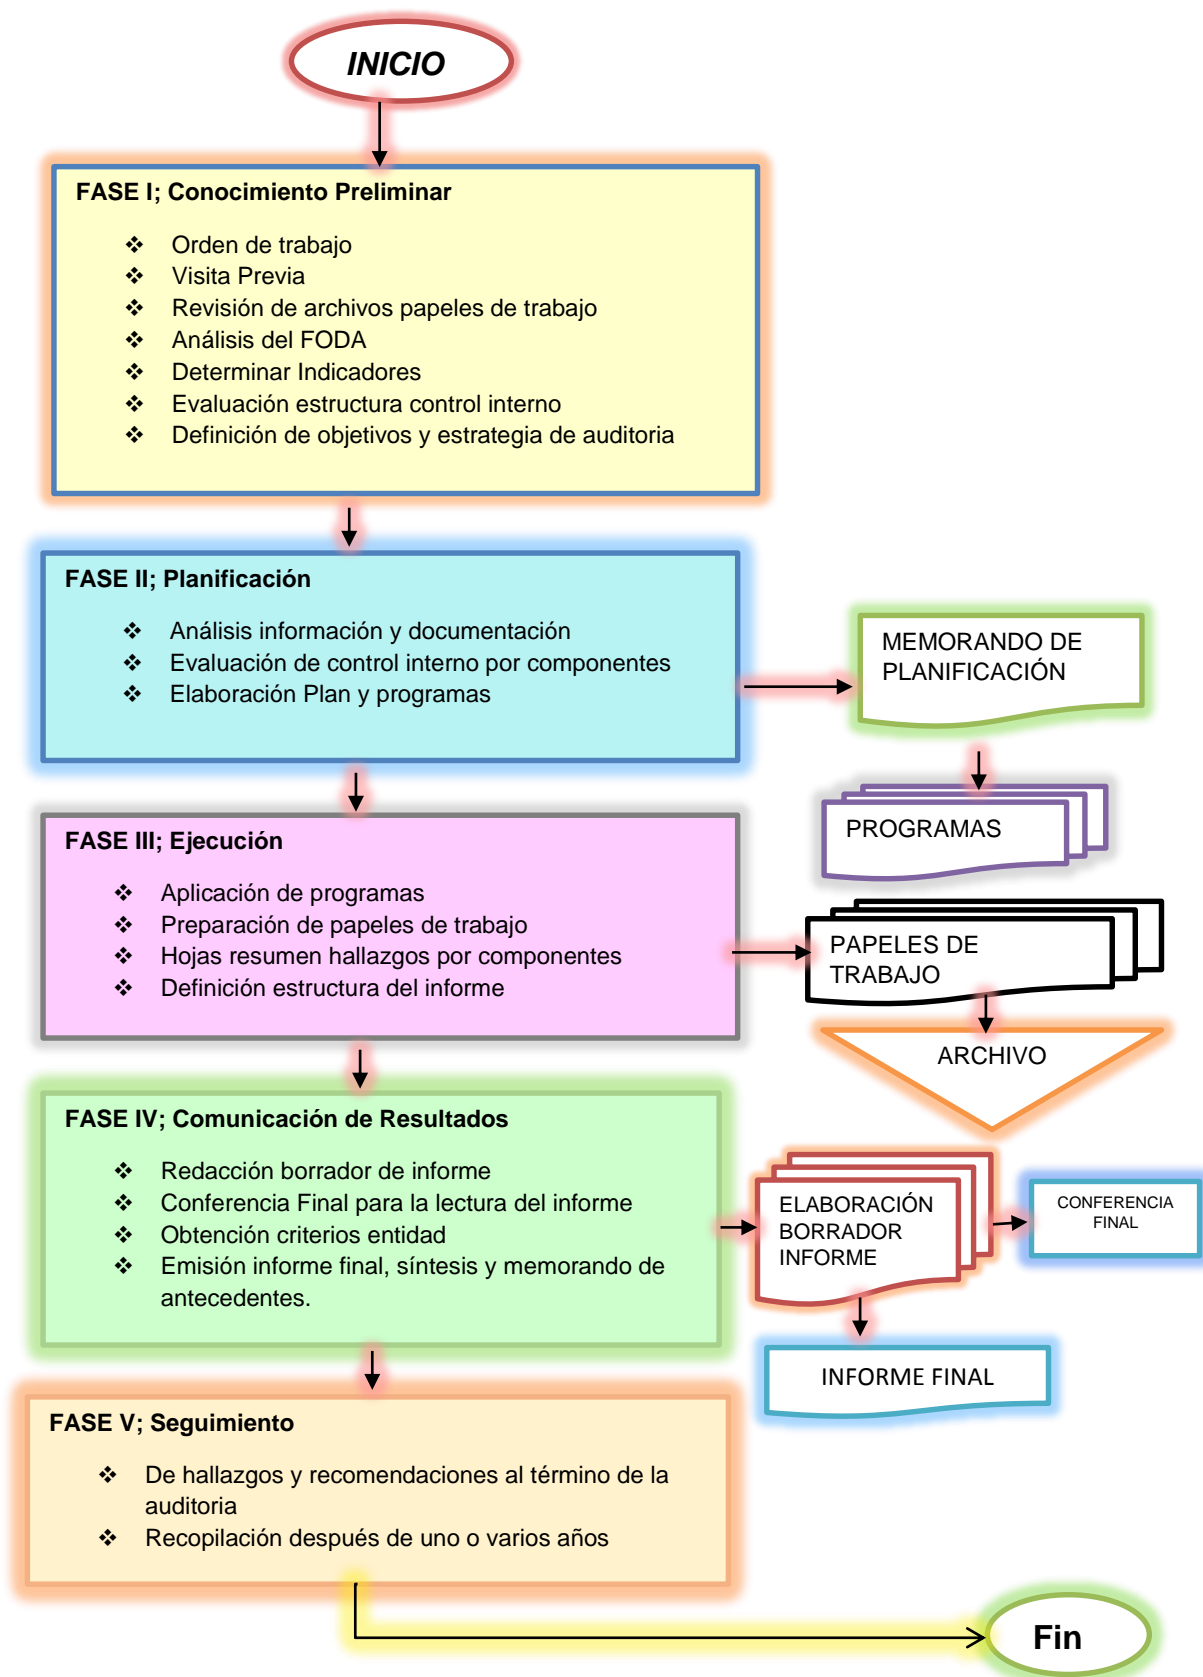 INICIO
FASE I; Conocimiento Preliminar
❖ Orden de trabajo
❖ Visita Previa
❖ Revisión de archivos papeles de trabajo
❖ Análisis del FODA
❖ Determinar Indicadores
❖ Evaluación estructura control interno
❖ Definición de objetivos y estrategia de auditoria
FASE II; Planificación
❖ Análisis información y documentación
❖ Evaluación de control interno por componentes
❖ Elaboración Plan y programas
MEMORANDO DE
PLANIFICACIÓN
PROGRAMAS
FASE III; Ejecución
❖ Aplicación de programas
❖ Preparación de papeles de trabajo
❖ Hojas resumen hallazgos por componentes
❖ Definición estructura del informe
PAPELES DE
TRABAJO
ARCHIVO
FASE IV; Comunicación de Resultados
❖ Redacción borrador de informe
❖ Conferencia Final para la lectura del informe
❖ Obtención criterios entidad
❖ Emisión informe final, síntesis y memorando de
antecedentes.
ELABORACIÓN
BORRADOR
INFORME
CONFERENCIA
FINAL
INFORME FINAL
FASE V; Seguimiento
❖ De hallazgos y recomendaciones al término de la
auditoria
❖ Recopilación después de uno o varios años
Fin